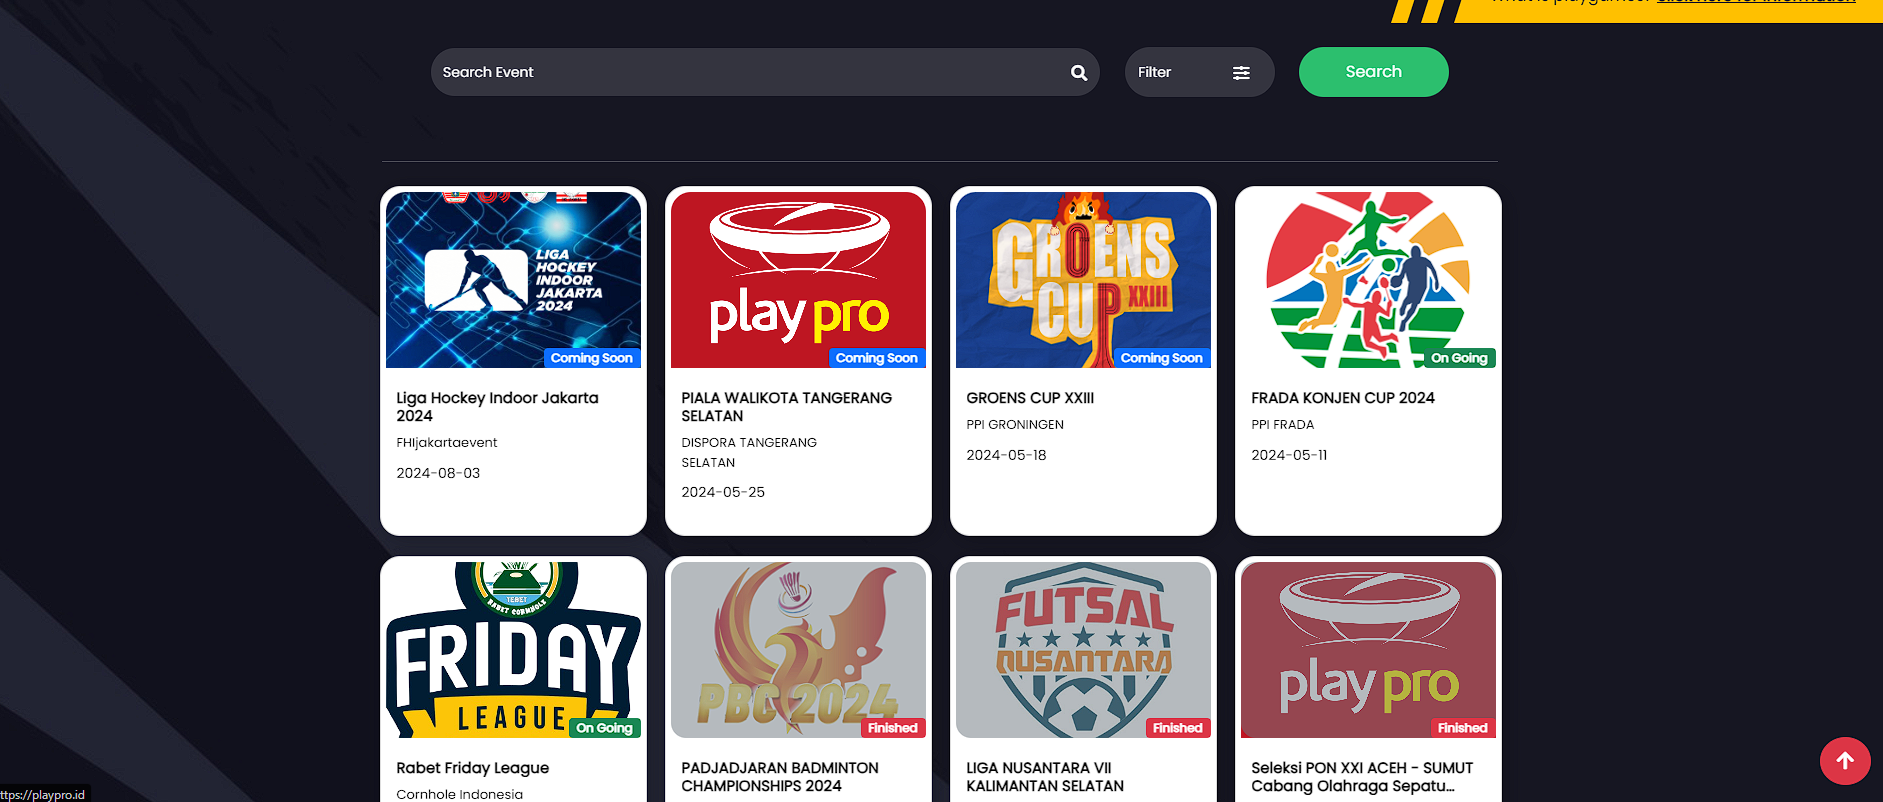 What is playgames? Click here for information
Search Event
Filter
Search
LIGA
HOCKEY
INDOOR
JAKARTA
2024
Coming Soon
Liga Hockey Indoor Jakarta
2024
FHIjakartaevent
2024-08-03
playpro
Coming Soon
PIALA WALIKOTA TANGERANG
SELATAN
DISPORA TANGERANG
SELATAN
2024-05-25
GROENS
CUP XXIII
Coming Soon
GROENS CUP XXIII
PPI GRONINGEN
2024-05-18
On Going
FRADA KONJEN CUP 2024
PPI FRADA
2024-05-11
TEBET
RABET CORNHOLE
FRIDAY
LEAGUE
On Going
Rabet Friday League
Cornhole Indonesia
PBC 2024
Finished
PADJADJARAN BADMINTON
CHAMPIONSHIPS 2024
FUTSAL
NUSANTARA
Finished
LIGA NUSANTARA VII
KALIMANTAN SELATAN
playpro
Finished
Seleksi PON XXI ACEH - SUMUT
Cabang Olahraga Sepatu...
ttps://playpro.id